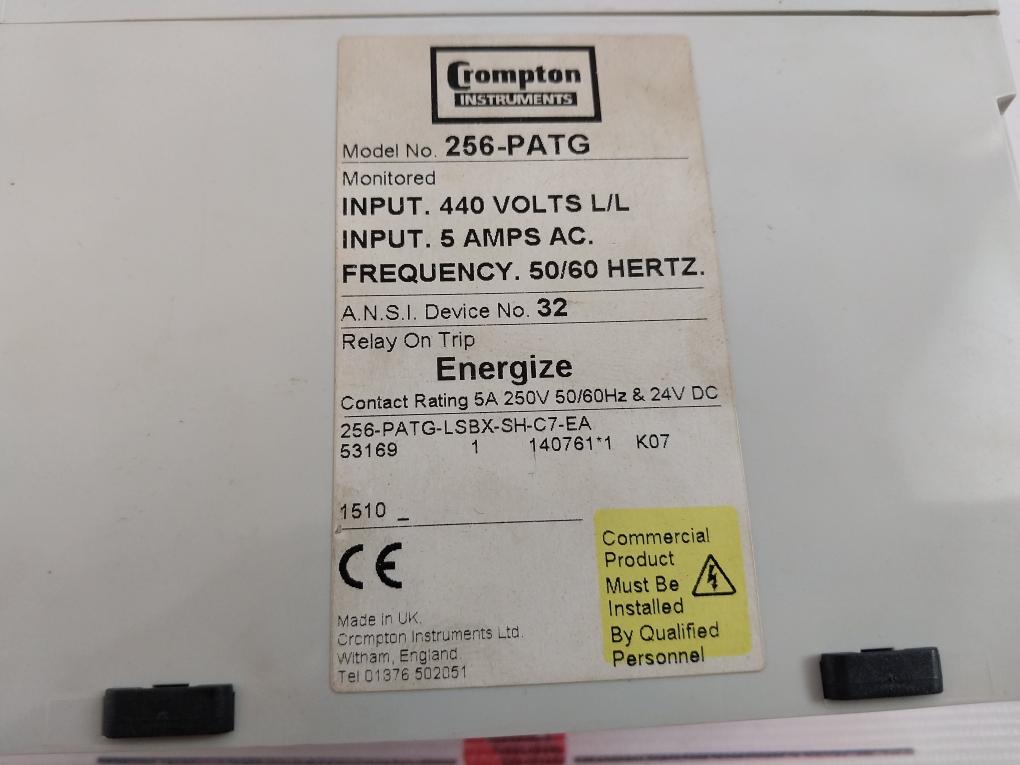 Crompton
INSTRUMENTS
Model No. 256-PATG
Monitored
INPUT. 440 VOLTS L/L
INPUT. 5 AMPS AC.
FREQUENCY. 50/60 HERTZ.
A.N.S.I. Device No. 32
Relay On Trip
Energize
Contact Rating 5A 250V 50/60Hz & 24V DC
256-PATG-LSBX-SH-C7-EA
53169 1 140761*1 K07
1510 _
CE
Made in UK.
Crompton Instruments Ltd.
Witham, England
Tel 01376 502051
Commercial
Product
Must Be
Installed
By Qualified
Personnel